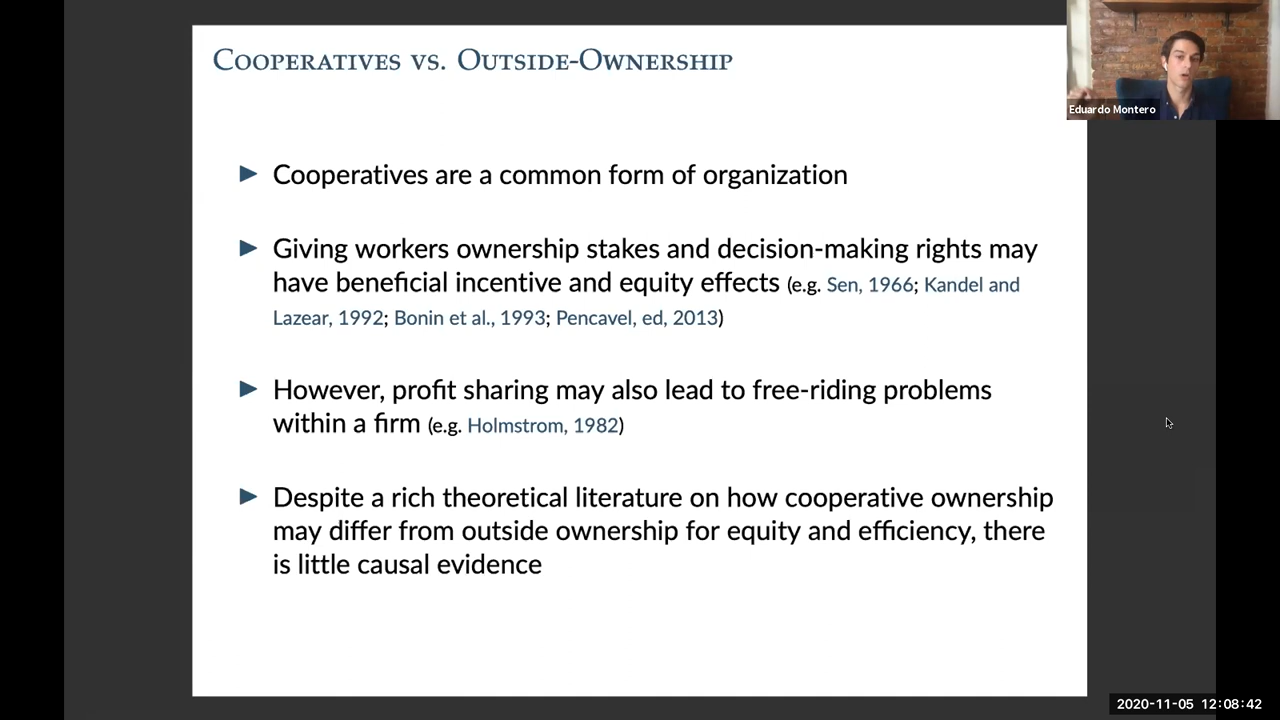 COOPERATIVES VS. OUTSIDE-OWNERSHIP
Eduardo Montero
Cooperatives are a common form of organization
Giving workers ownership stakes and decision-making rights may
have beneficial incentive and equity effects (e.g. Sen, 1966; Kandel and
Lazear, 1992; Bonin et al., 1993; Pencavel, ed, 2013)
However, profit sharing may also lead to free-riding problems
within a firm (e.g. Holmstrom, 1982)
Despite a rich theoretical literature on how cooperative ownership
may differ from outside ownership for equity and efficiency, there
is little causal evidence
2020-11-05 12:08:42